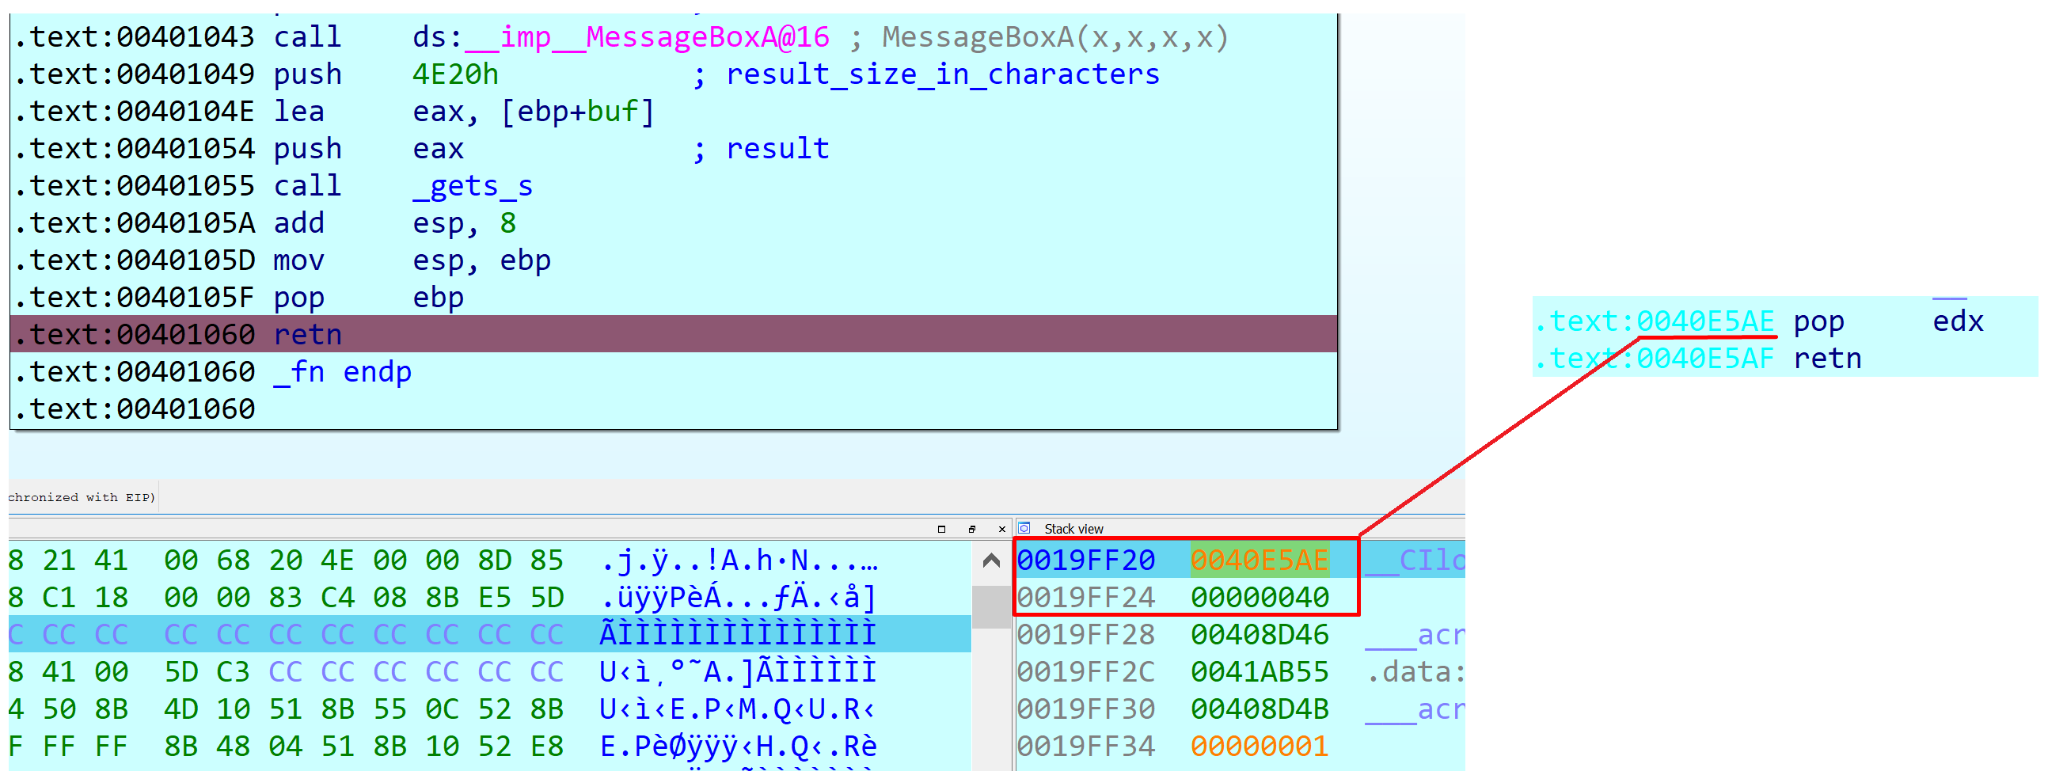 .text:00401043 call ds:__imp__MessageBoxA@16 ; MessageBoxA(x,x,x,x)
.text:00401049 push 4E20h ; result_size_in_characters
.text:0040104E lea eax, [ebp+buf]
.text:00401054 push eax ; result
.text:00401055 call _gets_s
.text:0040105A add esp, 8
.text:0040105D mov esp, ebp
.text:0040105F pop ebp
.text:00401060 retn
.text:00401060 _fn endp
.text:00401060
.text:0040E5AE pop edx
.text:0040E5AF retn
chronized with EIP)
Stack view
8 21 41 00 68 20 4E 00 00 8D 85 .j.ÿ..!A.h·N...…
8 C1 18 00 00 83 C4 08 8B E5 5D .üÿÿPèÁ...ƒÄ.‹å]
C CC CC CC CC CC CC CC CC CC CC ÃÌÌÌÌÌÌÌÌÌÌÌÌÌÌÌ
8 41 00 5D C3 CC CC CC CC CC CC U‹ì¸°˜A.]ÃÌÌÌÌÌÌ
4 50 8B 4D 10 51 8B 55 0C 52 8B U‹ì‹E.P‹M.Q‹U.R‹
F FF FF 8B 48 04 51 8B 10 52 E8 E.PèØÿÿÿ‹H.Q‹.Rè
0019FF20 0040E5AE __CIlo
0019FF24 00000040
0019FF28 00408D46 ___acr
0019FF2C 0041AB55 .data:
0019FF30 00408D4B ___acr
0019FF34 00000001